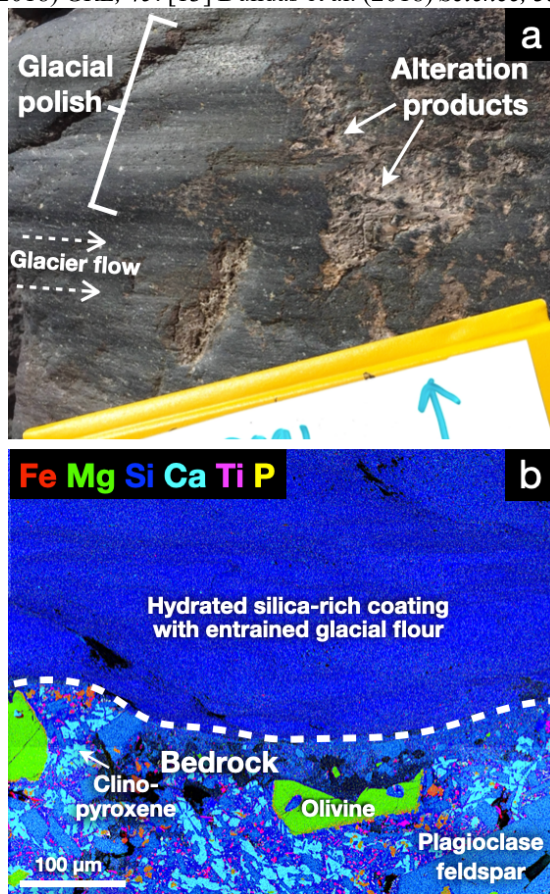 a
Glacial
polish
Alteration
products
Glacier flow
Fe Mg Si Ca Ti P
b
Hydrated silica-rich coating
with entrained glacial flour
Bedrock
Clino-
pyroxene
Olivine
Plagioclase
feldspar
100 µm